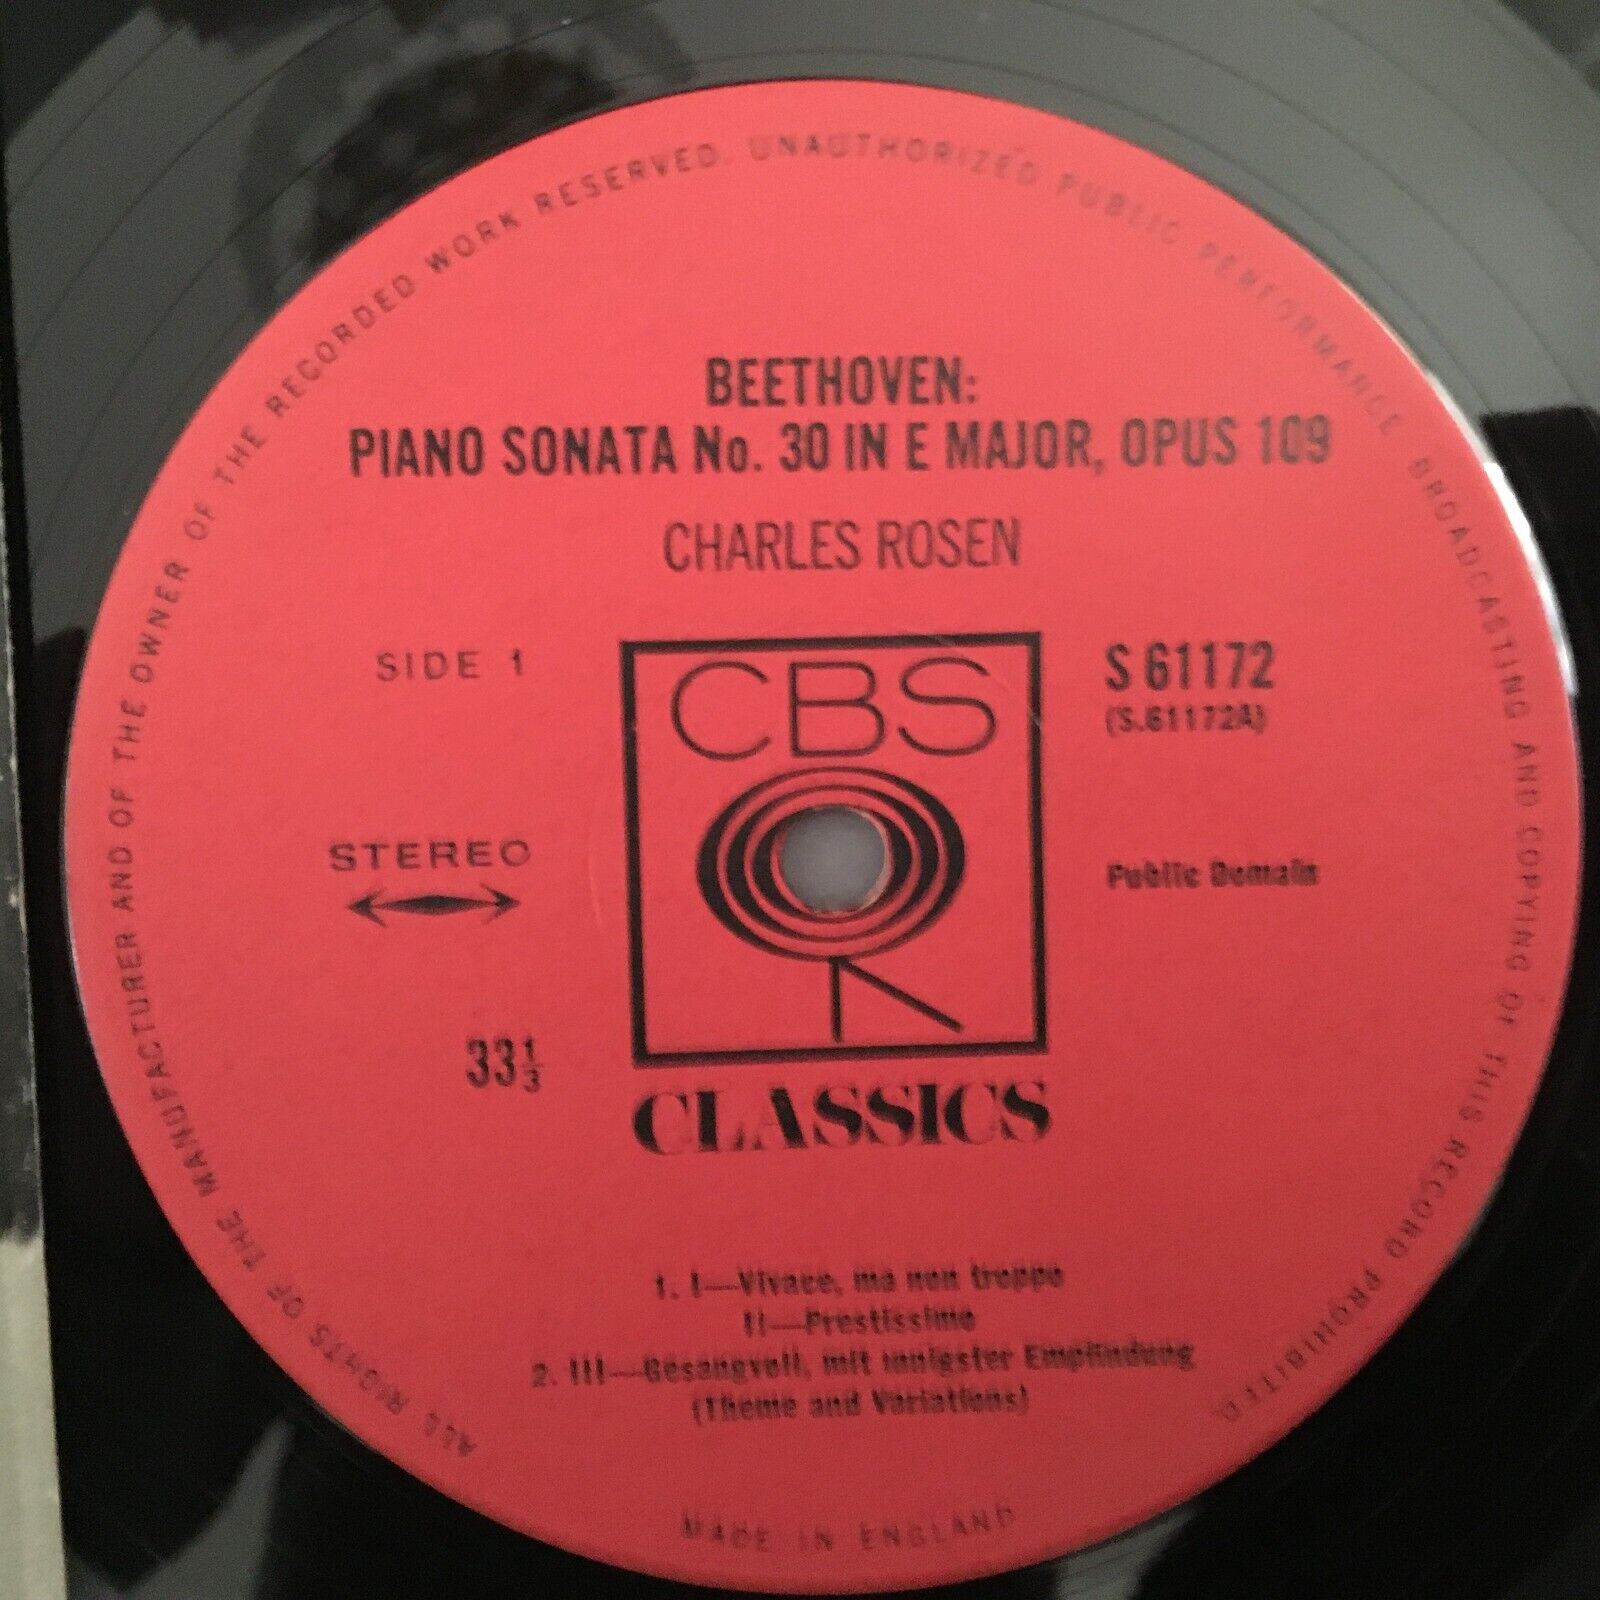 ALL RIGHTS OF THE MANUFACTURER AND OF THE OWNER OF THE RECORDED WORK RESERVED. UNAUTHORIZED PUBLIC PERFORMANCE BROADCASTING AND COPYING Of THIS RECORD PROHIBITED.
BEETHOVEN:
PIANO SONATA No. 30 IN E MAJOR, OPUS 109
CHARLES ROSEN
SIDE 1
CBS
S 61172
(S.61172A)
STEREO
Public Domain
33⅓
CLASSICS
1. I—Vivace, ma non troppo
II—Prestissimo
2. III—Gesangvoll, mit innigster Empfindung
(Theme and Variations)
MADE IN ENGLAND